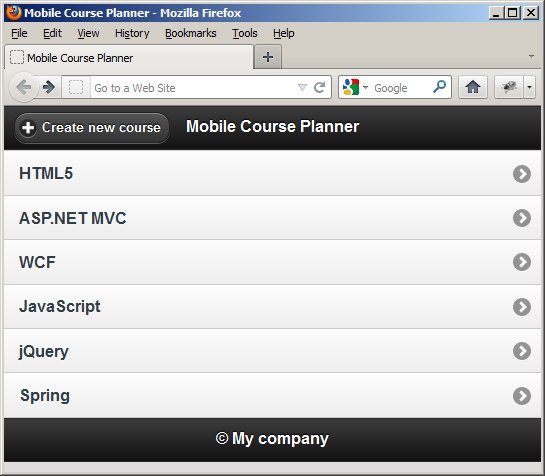 Mobile Course Planner - Mozilla Firefox
File Edit View History Bookmarks Tools Help
Mobile Course Planner
Go to a Web Site Google
Create new course Mobile Course Planner
HTML5
ASP.NET MVC
WCF
JavaScript
jQuery
Spring
© My company